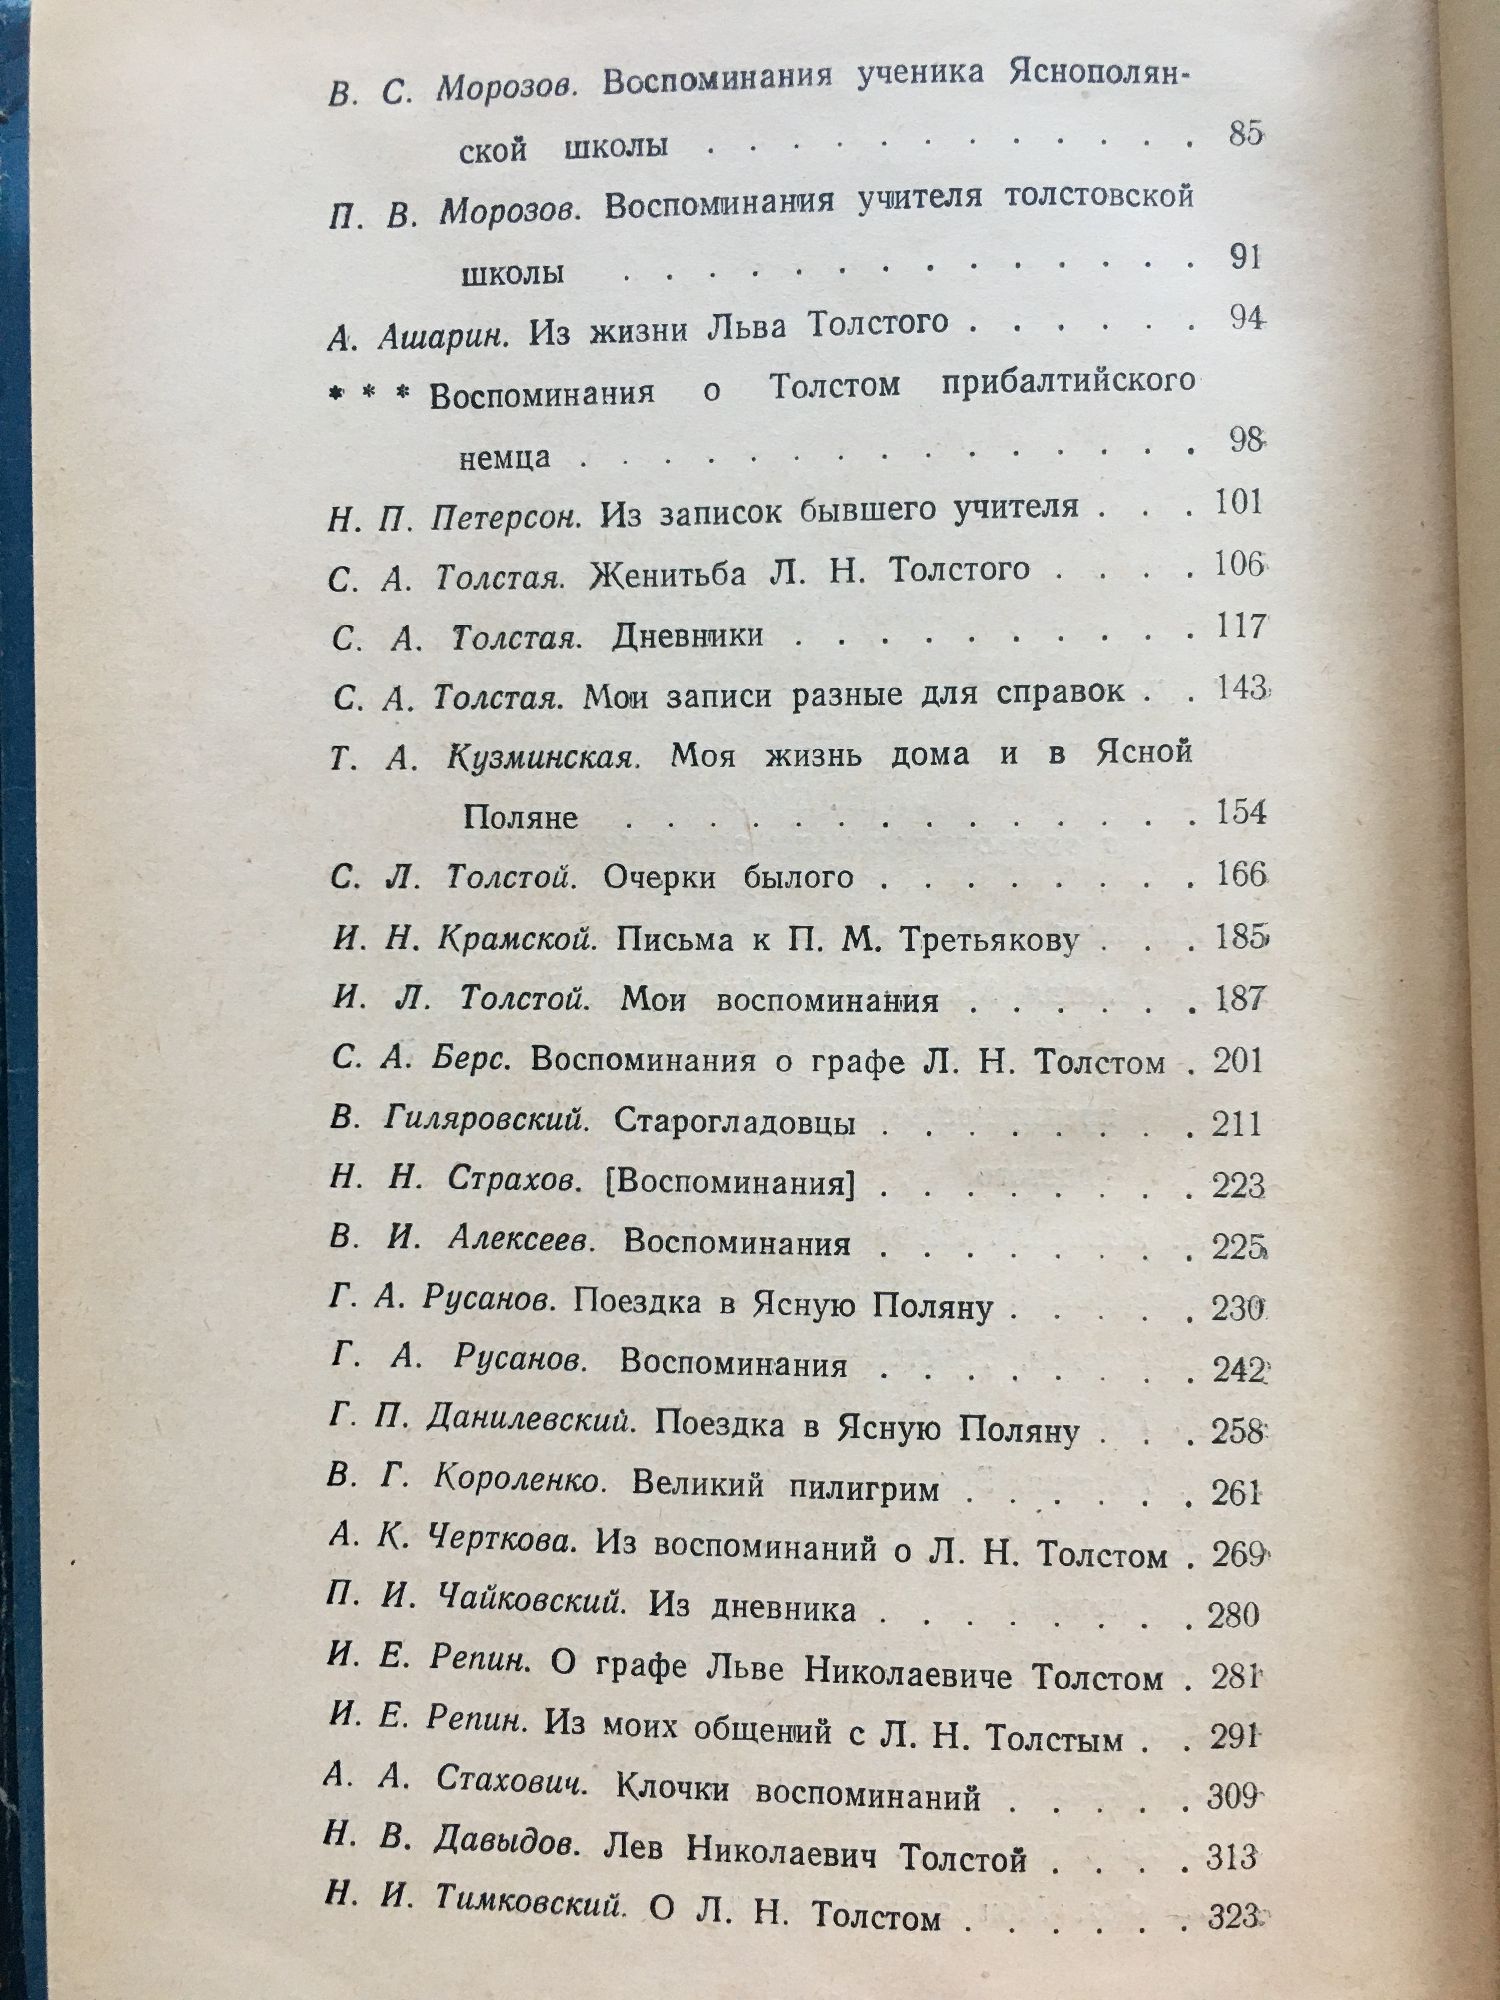 В. С. Морозов. Воспоминания ученика Яснополян-
ской школы . . . . . . . . . . . . 85
П. В. Морозов. Воспоминания учителя толстовской
школы . . . . . . . . . . . . . . 91
А. Ашарин. Из жизни Льва Толстого . . . . . . 94
* * * Воспоминания о Толстом прибалтийского
немца . . . . . . . . . . . . . . . 98
Н. П. Петерсон. Из записок бывшего учителя . . . 101
С. А. Толстая. Женитьба Л. Н. Толстого . . . . 106
С. А. Толстая. Дневники . . . . . . . . . . 117
С. А. Толстая. Мои записи разные для справок . . 143
Т. А. Кузминская. Моя жизнь дома и в Ясной
Поляне . . . . . . . . . . . . . . 154
С. Л. Толстой. Очерки былого . . . . . . . . 166
И. Н. Крамской. Письма к П. М. Третьякову . . . 185
И. Л. Толстой. Мои воспоминания . . . . . . 187
С. А. Берс. Воспоминания о графе Л. Н. Толстом . 201
В. Гиляровский. Старогладовцы . . . . . . . . 211
Н. Н. Страхов. [Воспоминания] . . . . . . . . 223
В. И. Алексеев. Воспоминания . . . . . . . . 225
Г. А. Русанов. Поездка в Ясную Поляну . . . . . 230
Г. А. Русанов. Воспоминания . . . . . . . . 242
Г. П. Данилевский. Поездка в Ясную Поляну . . . 258
В. Г. Короленко. Великий пилигрим . . . . . . 261
А. К. Черткова. Из воспоминаний о Л. Н. Толстом . 269
П. И. Чайковский. Из дневника . . . . . . . . 280
И. Е. Репин. О графе Льве Николаевиче Толстом . 281
И. Е. Репин. Из моих общений с Л. Н. Толстым . . 291
А. А. Стахович. Клочки воспоминаний . . . . . 309
Н. В. Давыдов. Лев Николаевич Толстой . . . . 313
Н. И. Тимковский. О Л. Н. Толстом . . . . . . 323